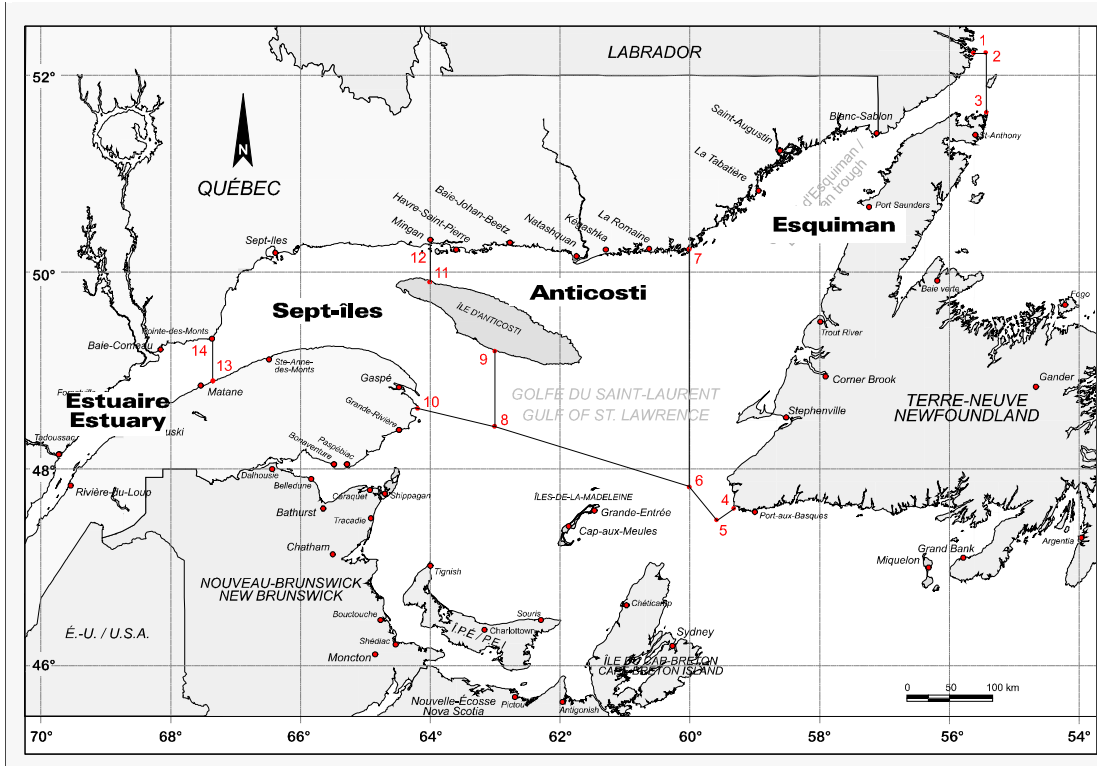 LABRADOR
1
2
52°
3
Blanc-Sablon
Saint-Augustin
St-Anthony
La Tabatière
d'Esquiman /
an trough
N
QUÉBEC
Port Saunders
Esquiman
Baie-Johan-Beetz
Havre-Saint-Pierre
Mingan
Natashquan
Kégashka
La Romaine
Sept-Iles
12
7
50°
11
Baie verte
Fogo
Anticosti
Sept-îles
ÎLE D'ANTICOSTI
Trout River
Pointe-des-Monts
Baie-Comeau
14
9
13
Ste-Anne-
des-Monts
Gaspé
Corner Brook
Gander
Matane
GOLFE DU SAINT-LAURENT
GULF OF ST. LAWRENCE
Estuaire
Estuary
10
8
Stephenville
TERRE-NEUVE
NEWFOUNDLAND
Grande-Rivière
uski
Tadoussac
Paspébiac
Bonaventure
48°
Dalhousie
Belledune
6
Rivière-du-Loup
Caraquet
Shippagan
ÎLES-DE-LA-MADELEINE
4
Bathurst
Tracadie
Grande-Entrée
Port-aux-Basques
5
Cap-aux-Meules
Argentia
Chatham
Grand Bank
Miquelon
Tignish
NOUVEAU-BRUNSWICK
NEW BRUNSWICK
Chéticamp
Bouctouche
Souris
É.-U. / U.S.A.
Î.P.É / P.E.I
Charlottown
Sydney
Shédiac
Moncton
46°
ÎLE DU CAP-BRETON
CAPE BRETON ISLAND
0 50 100 km
Nouvelle-Écosse
Nova Scotia
Pictou
Antigonish
70° 68° 66° 64° 62° 60° 58° 56° 54°